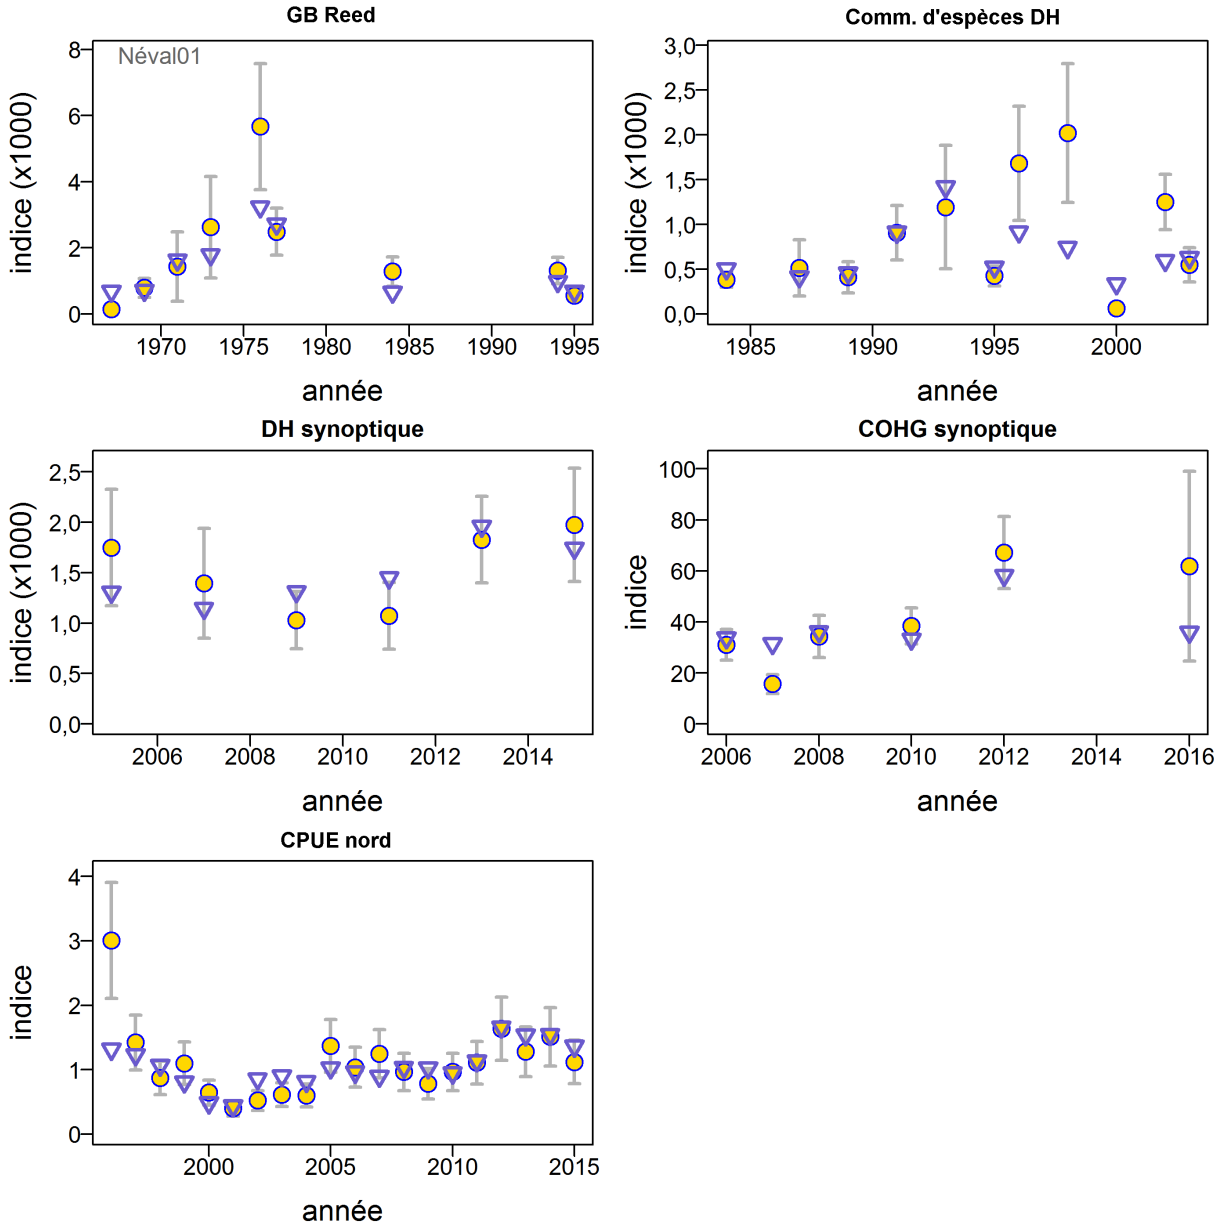 GB Reed
Néval01
indice (x1000)
8
6
4
2
0
1970 1975 1980 1985 1990 1995
année
Comm. d'espèces DH
indice (x1000)
3,0
2,5
2,0
1,5
1,0
0,5
0,0
1985 1990 1995 2000
année
DH synoptique
indice (x1000)
2,5
2,0
1,5
1,0
0,5
0,0
2006 2008 2010 2012 2014
année
COHG synoptique
indice
100
80
60
40
20
0
2006 2008 2010 2012 2014 2016
année
CPUE nord
indice
4
3
2
1
0
2000 2005 2010 2015
année